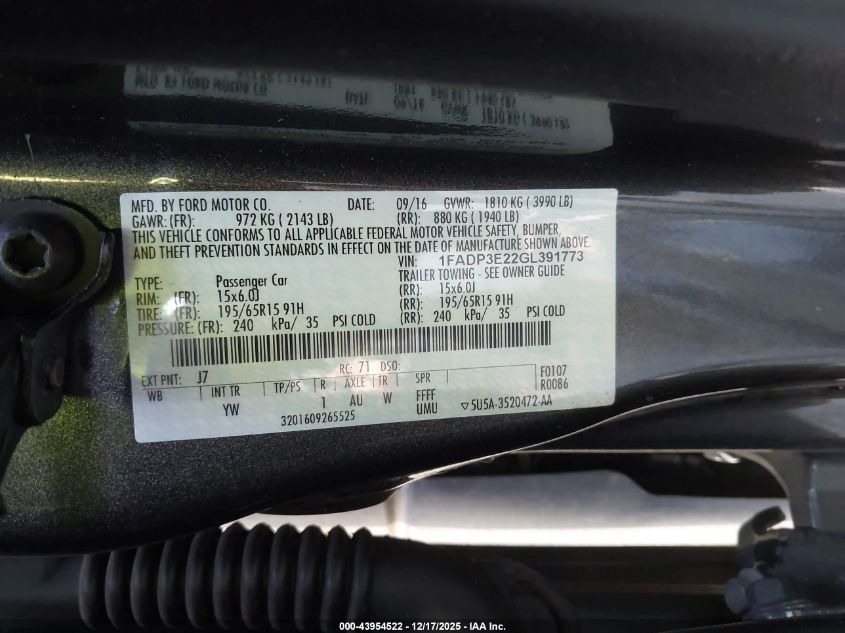 MFD. BY FORD MOTOR CO. DATE: 09/16 GVWR: 1810 KG ( 3990 LB)
GAWR: (FR): 972 KG ( 2143 LB) (RR): 880 KG ( 1940 LB)
THIS VEHICLE CONFORMS TO ALL APPLICABLE FEDERAL MOTOR VEHICLE SAFETY, BUMPER,
AND THEFT PREVENTION STANDARDS IN EFFECT ON THE DATE OF MANUFACTURE SHOWN ABOVE.
VIN: 1FADP3E22GL391773
TYPE: Passenger Car TRAILER TOWING - SEE OWNER GUIDE
RIM: (FR): 15x6.0J (RR): 15x6.0J
TIRE: (FR): 195/65R15 91H (RR): 195/65R15 91H
PRESSURE: (FR): 240 kPa/ 35 PSI COLD (RR): 240 kPa/ 35 PSI COLD
EXT PNT: J7 RC: 71 DSO: F0107
WB INT TR TP/PS R AXLE TR SPR R0086
YW 1 AU W FFFF
UMU
3201609265525 ▽5U5A-3520472-AA
000-43954522 – 12/17/2025 – IAA Inc.